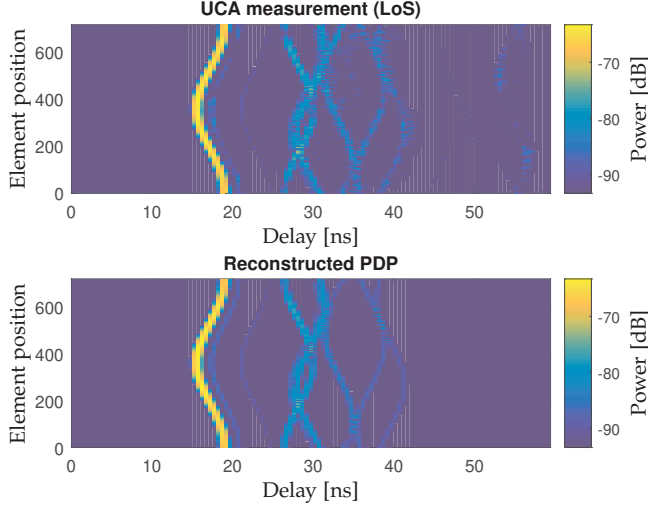 UCA measurement (LoS)
Element position
600
400
200
0
0 10 20 30 40 50
Delay [ns]
-70
-80
-90
Power [dB]
Reconstructed PDP
Element position
600
400
200
0
0 10 20 30 40 50
Delay [ns]
-70
-80
-90
Power [dB]